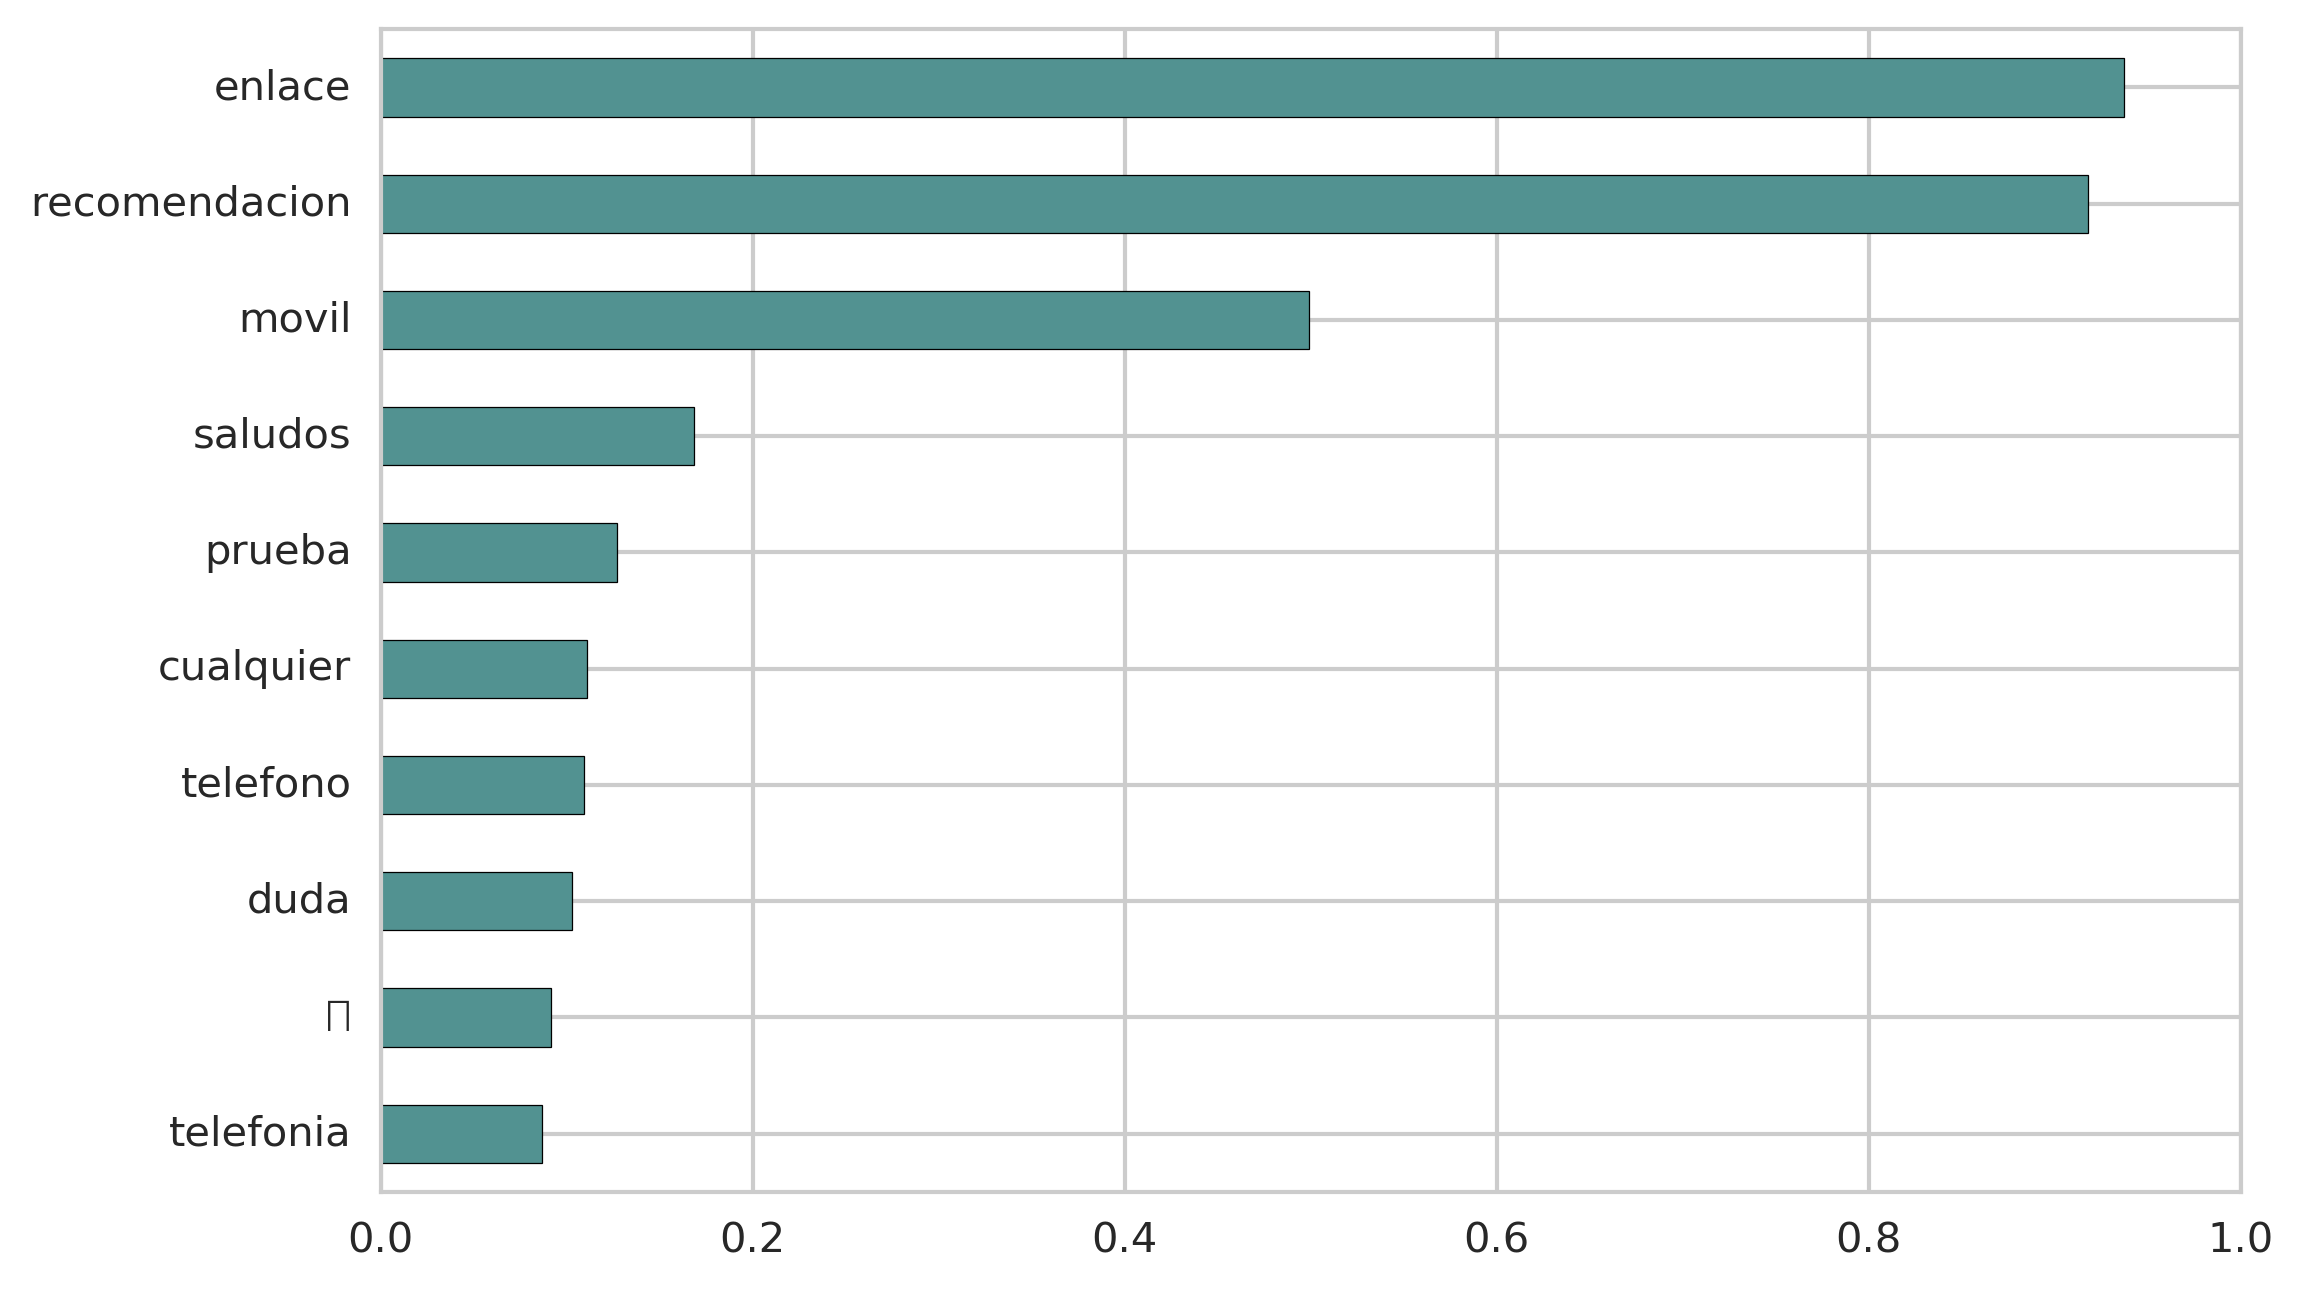 enlace
recomendacion
movil
saludos
prueba
cualquier
telefono
duda
telefonia
0.0 0.2 0.4 0.6 0.8 1.0